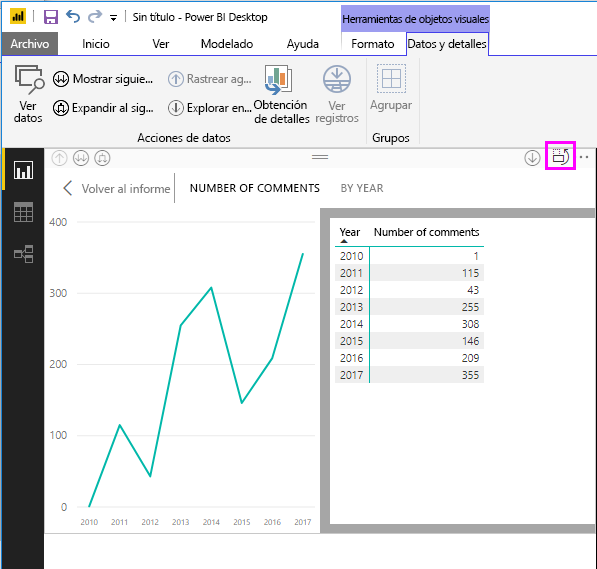 Sin título - Power BI Desktop
Herramientas de objetos visuales
Archivo Inicio Ver Modelado Ayuda Formato Datos y detalles
Ver datos
Mostrar siguie...
Expandir al sig...
Rastrear ag...
Explorar en...
Obtención de detalles
Ver registros
Agrupar
Acciones de datos
Grupos
Volver al informe NUMBER OF COMMENTS BY YEAR
400
300
200
100
0
2010 2011 2012 2013 2014 2015 2016 2017
Year Number of comments
2010 1
2011 115
2012 43
2013 255
2014 308
2015 146
2016 209
2017 355